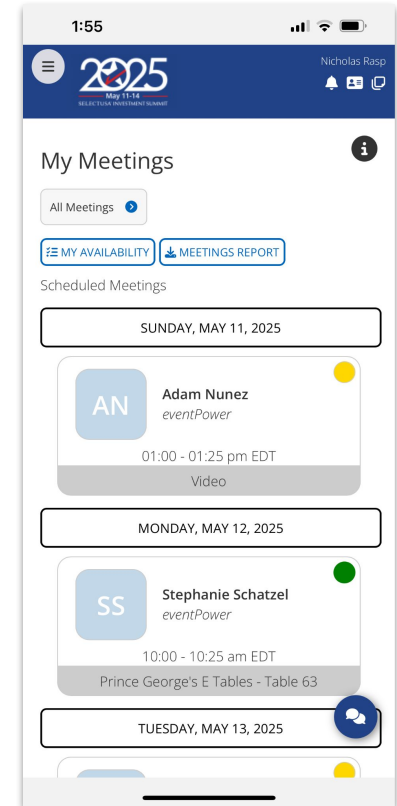 1:55
Nicholas Rasp
2025
May 11-14
SELECTUSA INVESTMENT SUMMIT
My Meetings
i
All Meetings
MY AVAILABILITY
MEETINGS REPORT
Scheduled Meetings
SUNDAY, MAY 11, 2025
AN
Adam Nunez
eventPower
01:00 - 01:25 pm EDT
Video
MONDAY, MAY 12, 2025
SS
Stephanie Schatzel
eventPower
10:00 - 10:25 am EDT
Prince George's E Tables - Table 63
TUESDAY, MAY 13, 2025